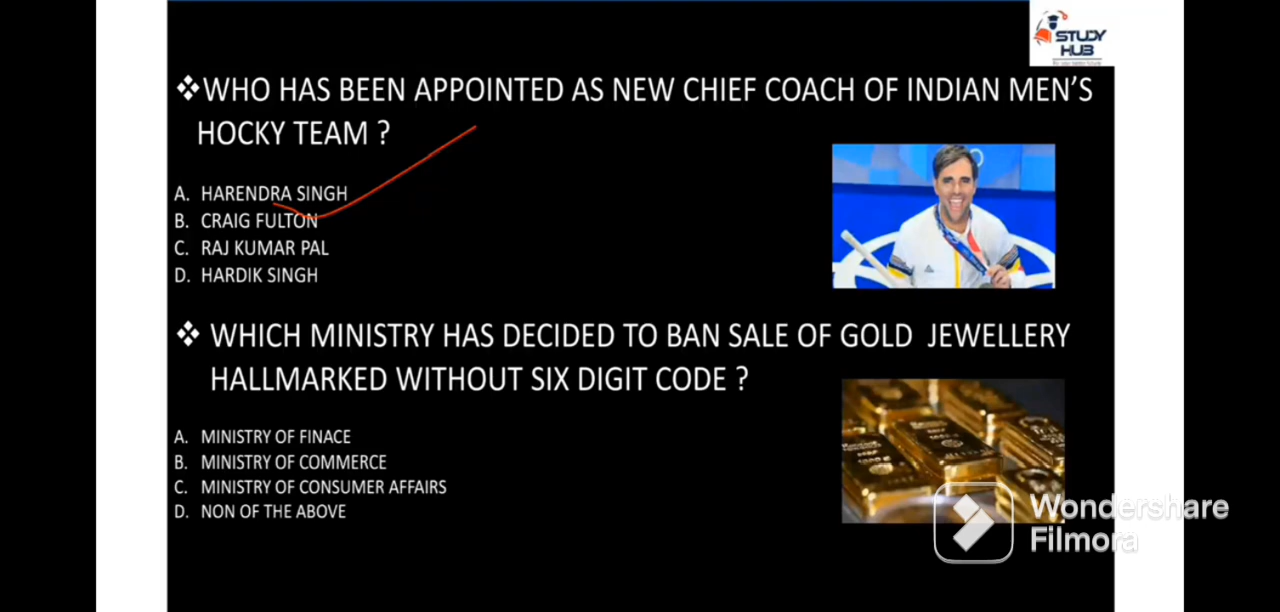 STUDY
HUB
❖WHO HAS BEEN APPOINTED AS NEW CHIEF COACH OF INDIAN MEN'S
HOCKY TEAM ?
A. HARENDRA SINGH
B. CRAIG FULTON
C. RAJ KUMAR PAL
D. HARDIK SINGH
❖ WHICH MINISTRY HAS DECIDED TO BAN SALE OF GOLD JEWELLERY
HALLMARKED WITHOUT SIX DIGIT CODE ?
A. MINISTRY OF FINACE
B. MINISTRY OF COMMERCE
C. MINISTRY OF CONSUMER AFFAIRS
D. NON OF THE ABOVE
Wondershare
Filmora